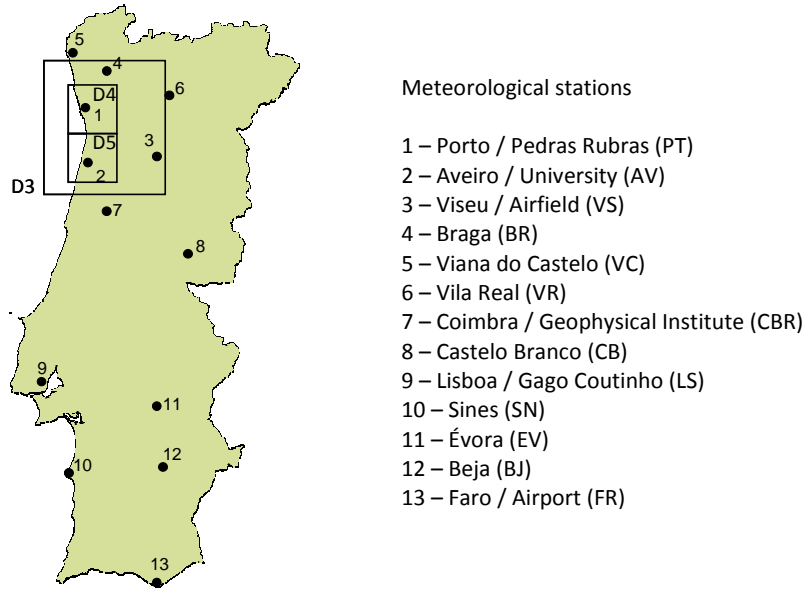 5
4
6
D4
1
D5
3
2
D3
7
8
9
11
12
10
13
Meteorological stations
1 – Porto / Pedras Rubras (PT)
2 – Aveiro / University (AV)
3 – Viseu / Airfield (VS)
4 – Braga (BR)
5 – Viana do Castelo (VC)
6 – Vila Real (VR)
7 – Coimbra / Geophysical Institute (CBR)
8 – Castelo Branco (CB)
9 – Lisboa / Gago Coutinho (LS)
10 – Sines (SN)
11 – Évora (EV)
12 – Beja (BJ)
13 – Faro / Airport (FR)